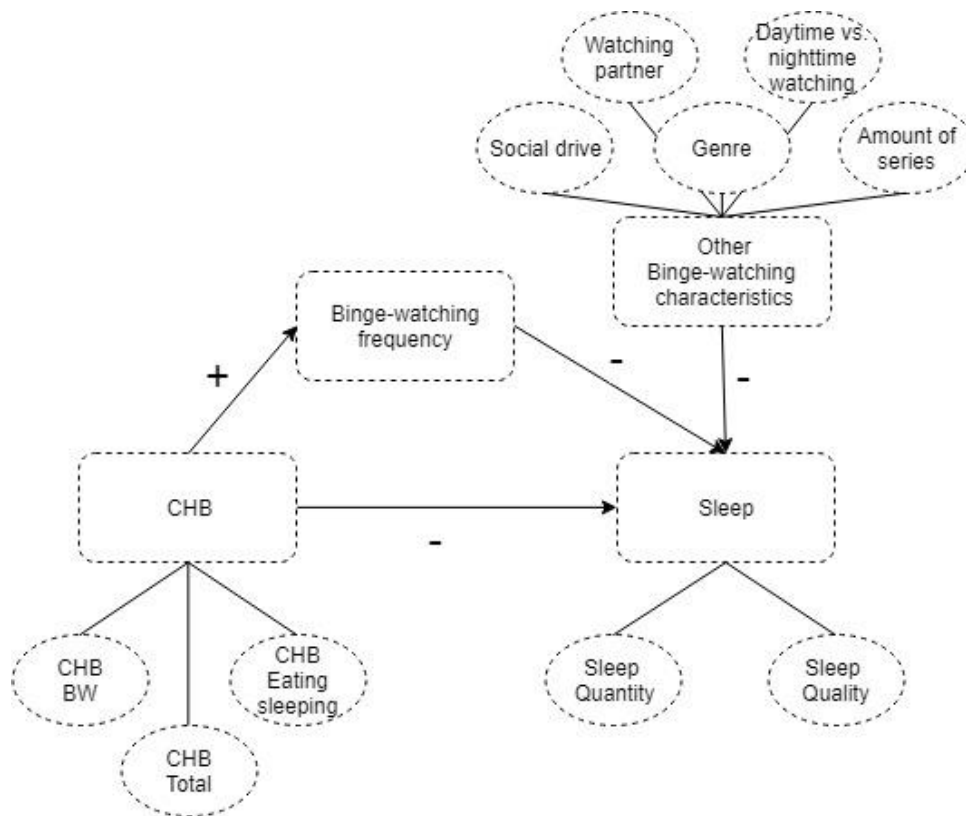 Watching
partner
Daytime vs.
nighttime
watching
Social drive
Genre
Amount of
series
Other
Binge-watching
characteristics
Binge-watching
frequency
+
-
-
CHB
Sleep
-
CHB
BW
CHB
Eating
sleeping
CHB
Total
Sleep
Quantity
Sleep
Quality